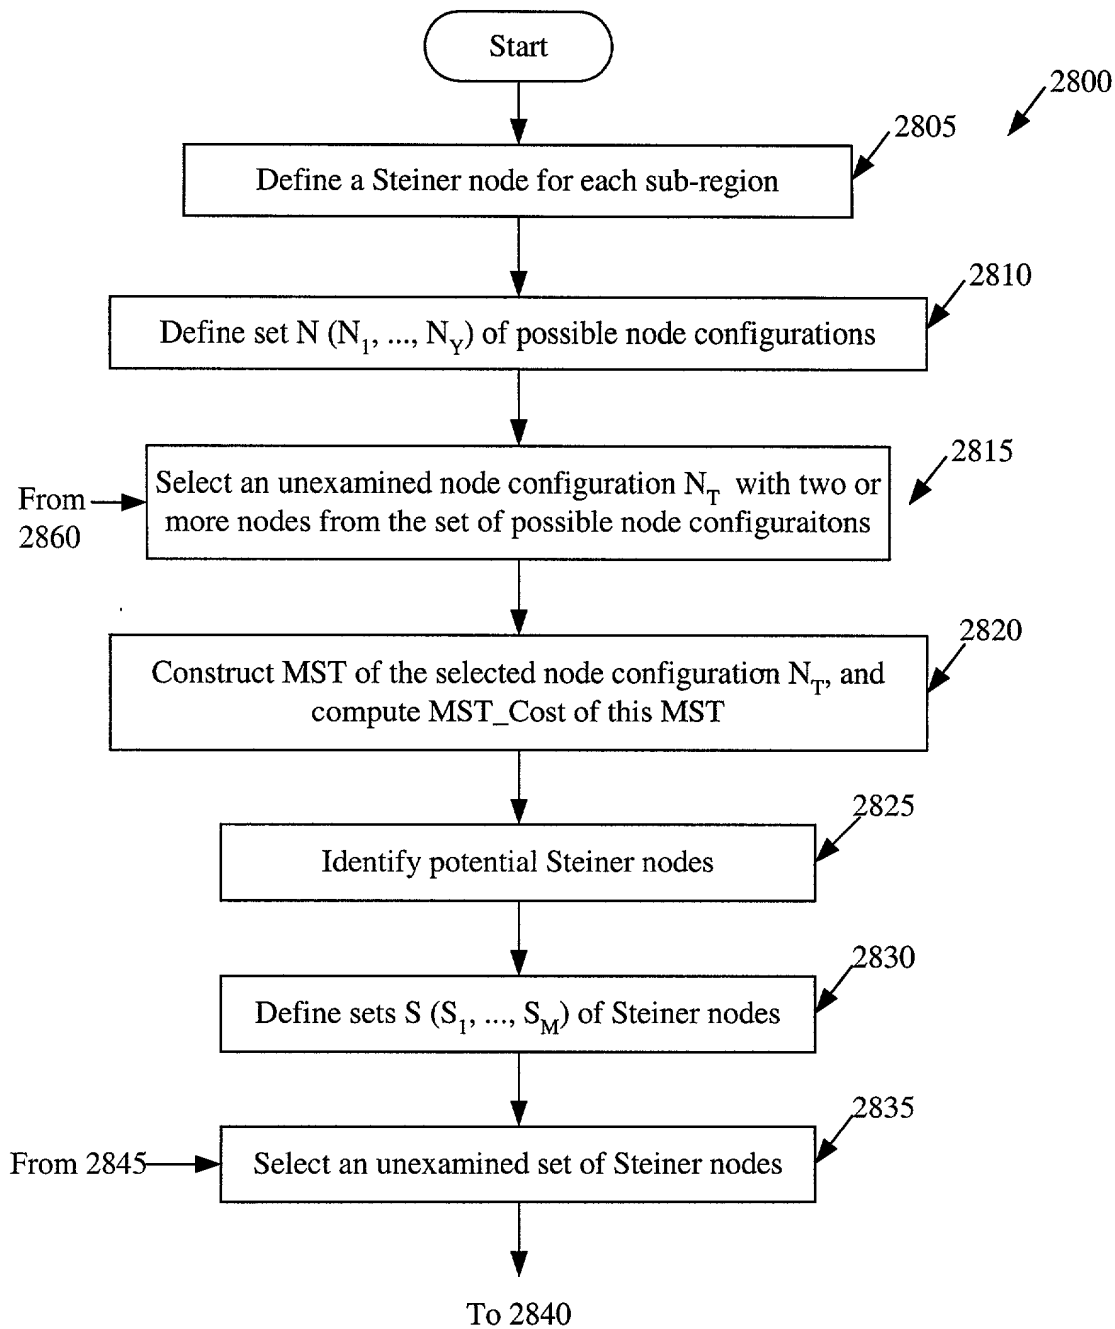 Start
2800
2805
Define a Steiner node for each sub-region
2810
Define set N (N₁, ..., N_Y) of possible node configurations
2815
Select an unexamined node configuration N_T with two or
more nodes from the set of possible node configuraitons
From
2860
2820
Construct MST of the selected node configuration N_T, and
compute MST_Cost of this MST
2825
Identify potential Steiner nodes
2830
Define sets S (S₁, ..., S_M) of Steiner nodes
2835
From 2845
Select an unexamined set of Steiner nodes
To 2840